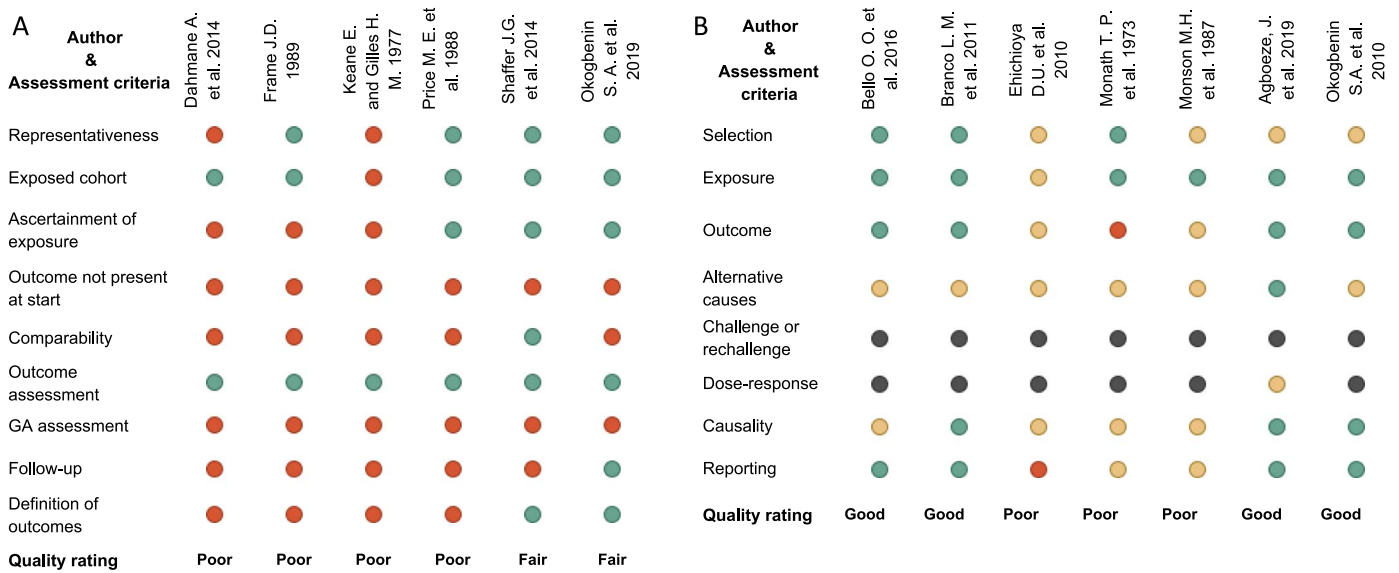 A
Author
&
Assessment criteria
Dahmane A.
et al. 2014
Frame J.D.
1989
Keane E.
and Gilles H.
M. 1977
Price M. E. et
al. 1988
Shaffer J.G.
et al. 2014
Okogbenin
S. A. et al.
2019
Representativeness
Exposed cohort
Ascertainment of
exposure
Outcome not present
at start
Comparability
Outcome
assessment
GA assessment
Follow-up
Definition of
outcomes
Quality rating Poor Poor Poor Poor Fair Fair
B
Author
&
Assessment
criteria
Bello O. O. et
al. 2016
Branco L. M.
et al. 2011
Ehichioya
D.U. et al.
2010
Monath T. P.
et al. 1973
Monson M.H.
et al. 1987
Agboeze, J.
et al. 2019
Okogbenin
S.A. et al.
2010
Selection
Exposure
Outcome
Alternative
causes
Challenge or
rechallenge
Dose-response
Causality
Reporting
Quality rating Good Good Poor Poor Poor Good Good